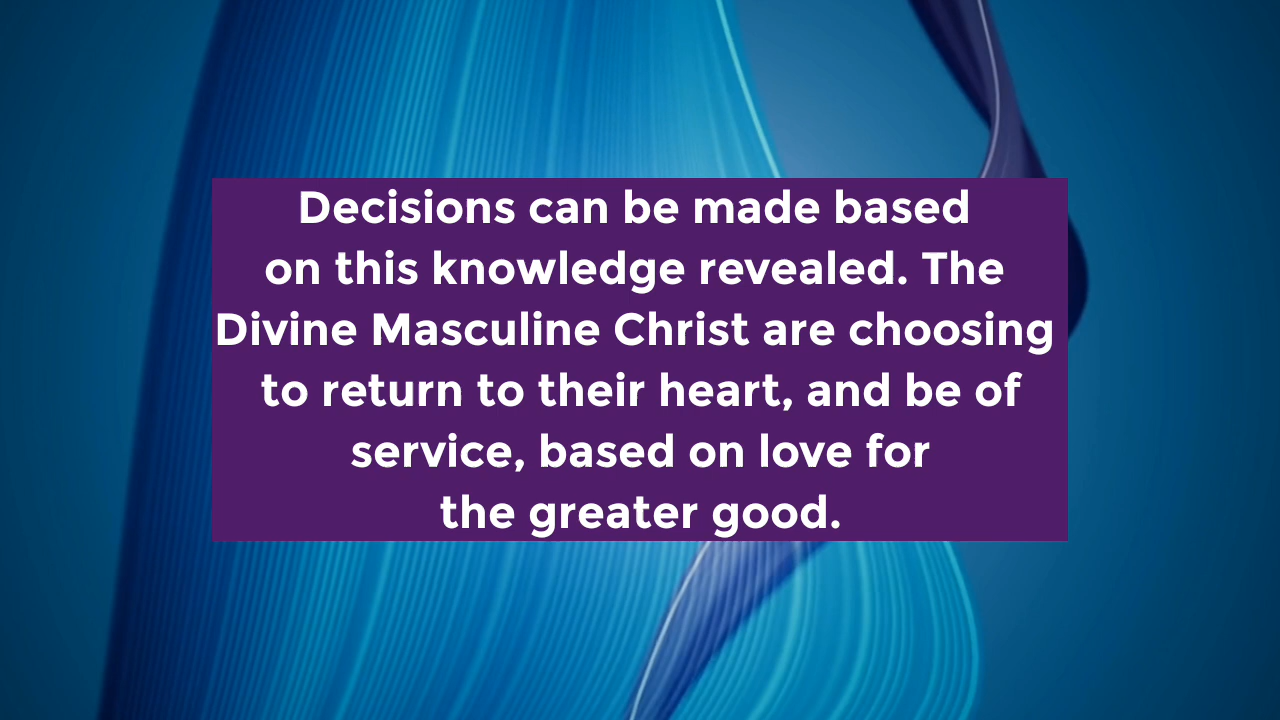 Decisions can be made based
on this knowledge revealed. The
Divine Masculine Christ are choosing
to return to their heart, and be of
service, based on love for
the greater good.